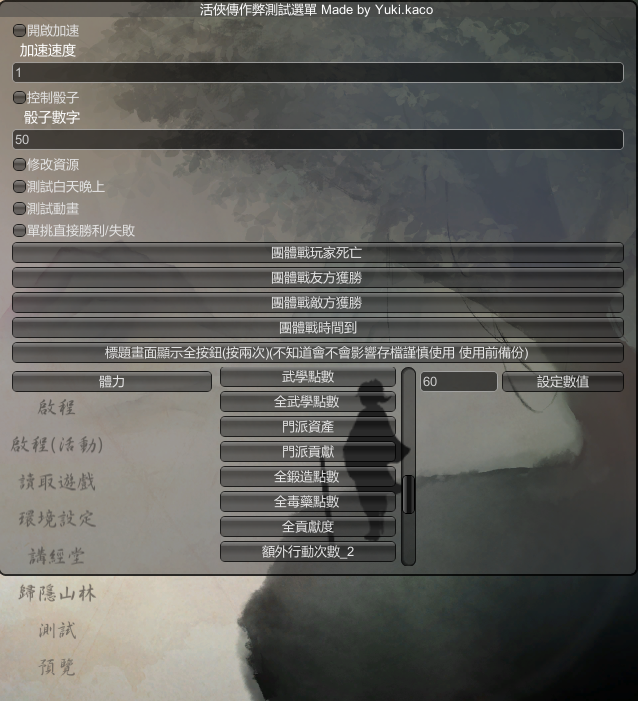 活俠傳作弊測試選單 Made by Yuki.kaco
開啟加速
加速速度
1
控制骰子
骰子數字
50
修改資源
測試白天晚上
測試動畫
單挑直接勝利/失敗
團體戰玩家死亡
團體戰友方獲勝
團體戰敵方獲勝
團體戰時間到
標題畫面顯示全按鈕(按兩次)(不知道會不會影響存檔謹慎使用 使用前備份)
體力
武學點數
60
設定數值
全武學點數
門派資產
門派貢獻
全鍛造點數
全毒藥點數
全貢獻度
額外行動次數_2
啟程
啟程(活動)
讀取遊戲
環境設定
講經堂
歸隱山林
測試
預覽